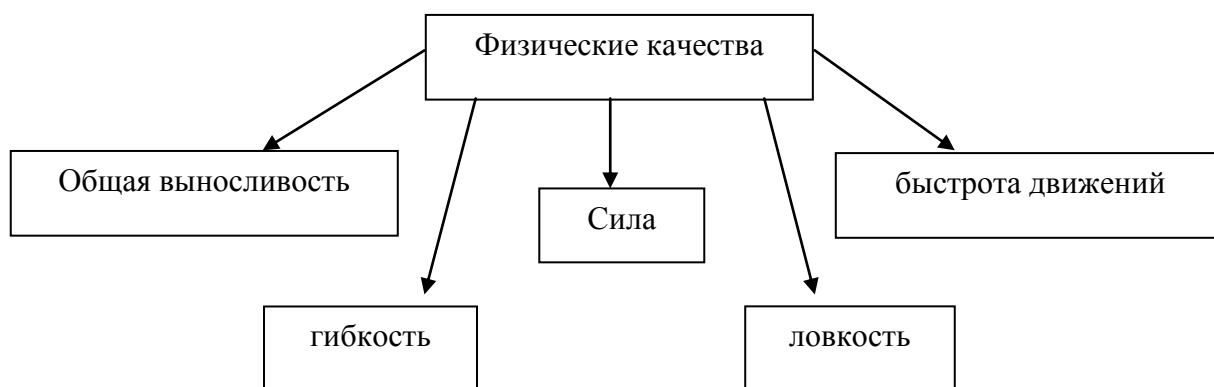 Физические качества
Общая выносливость
быстрота движений
Сила
гибкость
ловкость